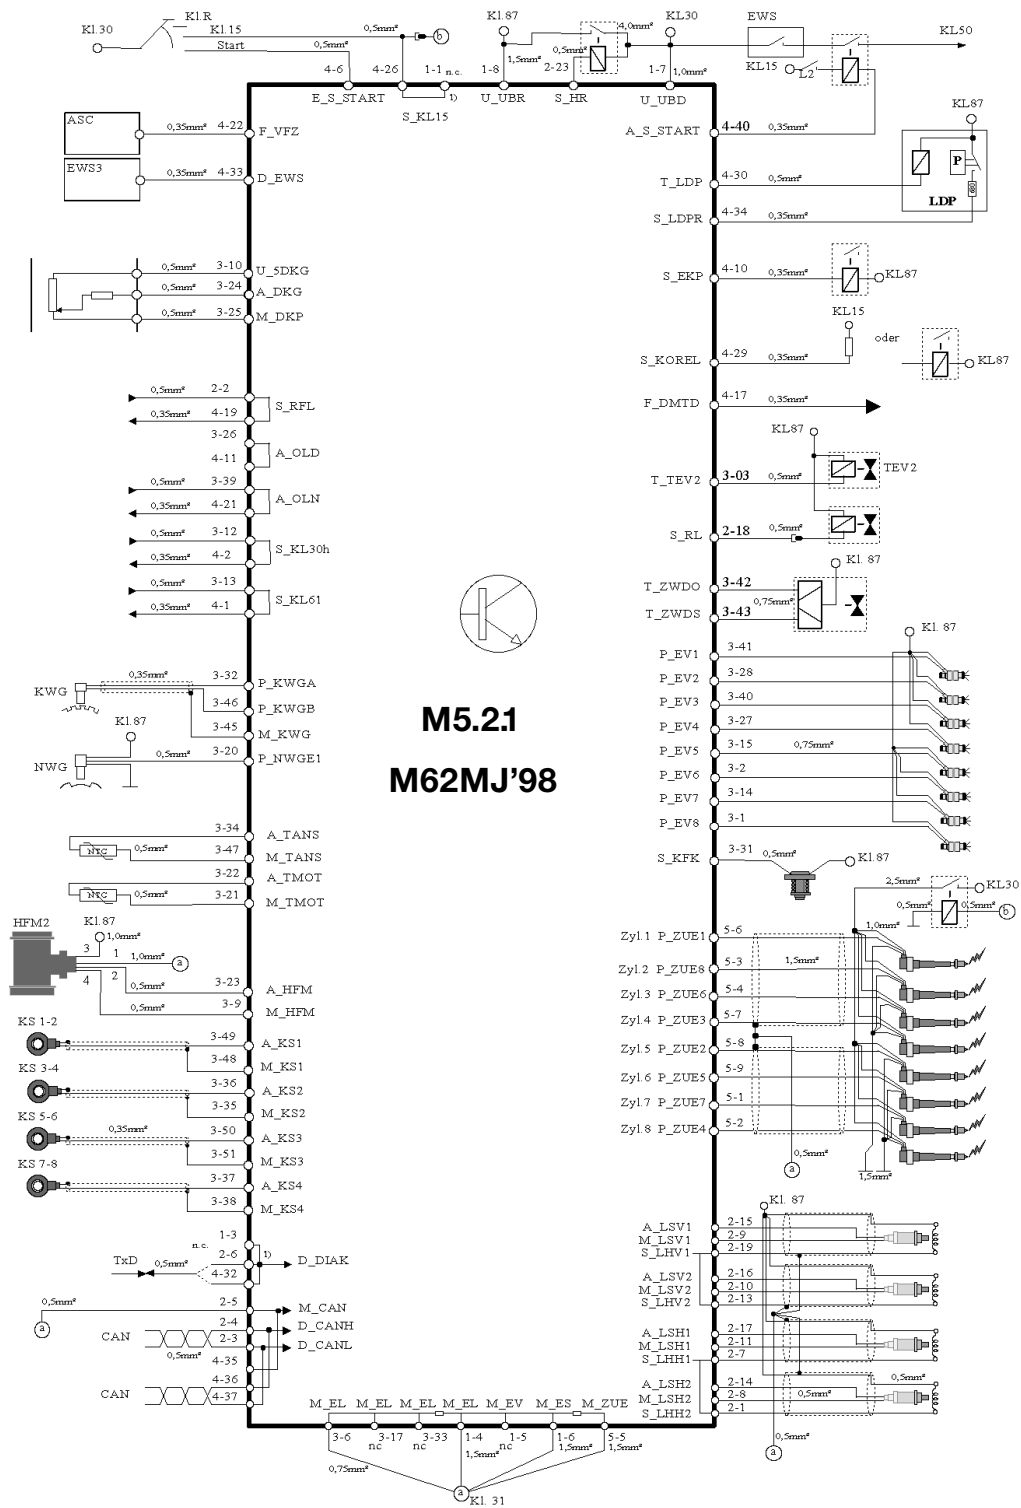 Kl.30
Kl.R
Kl.15
Start
0,5mm²
0,5mm²
b
Kl.87
1,5mm²
0,5mm²
4,0mm²
KL30
EWS
KL50
KL15
L2
4-6
4-26
1-1 n.c.
1-8
2-23
1-7
1,0mm²
E_S_START
1)
S_KL15
U_UBR
S_HR
U_UBD
ASC
0,35mm²
4-22
F_VFZ
EWS3
0,35mm²
4-33
D_EWS
A_S_START
4-40
0,35mm²
KL87
P
LDP
T_LDP
4-30
0,5mm²
S_LDPR
4-34
0,35mm²
0,5mm²
3-10
U_5DKG
0,5mm²
3-24
A_DKG
0,5mm²
3-25
M_DKP
S_EKP
4-10
0,35mm²
KL87
KL15
oder
S_KOREL
4-29
0,35mm²
KL87
0,5mm²
2-2
0,35mm²
4-19
S_RFL
3-26
4-11
A_OLD
0,5mm²
3-39
0,35mm²
4-21
A_OLN
0,5mm²
3-12
0,35mm²
4-2
S_KL30h
0,5mm²
3-13
0,35mm²
4-1
S_KL61
F_DMTD
4-17
0,35mm²
KL87
TEV2
T_TEV2
3-03
0,5mm²
S_RL
2-18
0,5mm²
Kl. 87
T_ZWDO
3-42
0,75mm²
T_ZWDS
3-43
KWG
0,35mm²
3-32
P_KWGA
3-46
P_KWGB
3-45
M_KWG
Kl.87
NWG
0,5mm²
3-20
P_NWGE1
M5.2.1
M62MJ'98
Kl. 87
P_EV1
3-41
P_EV2
3-28
P_EV3
3-40
P_EV4
3-27
P_EV5
3-15
0,75mm²
P_EV6
3-2
P_EV7
3-14
P_EV8
3-1
S_KFK
3-31
0,5mm²
Kl.87
NTC
0,5mm²
3-34
A_TANS
3-47
M_TANS
NTC
0,5mm²
3-22
A_TMOT
3-21
M_TMOT
HFM2
Kl.87
3
1,0mm²
1
1,0mm²
a
2
4
0,5mm²
0,5mm²
3-23
A_HFM
3-9
M_HFM
2,5mm²
KL30
0,5mm²
0,5mm²
b
1,0mm²
Zyl.1 P_ZUE1
5-6
Zyl.2 P_ZUE8
5-3
1,5mm²
Zyl.3 P_ZUE6
5-4
Zyl.4 P_ZUE3
5-7
Zyl.5 P_ZUE2
5-8
Zyl.6 P_ZUE5
5-9
Zyl.7 P_ZUE7
5-1
Zyl.8 P_ZUE4
5-2
a
0,5mm²
1,5mm²
KS 1-2
3-49
A_KS1
3-48
M_KS1
KS 3-4
3-36
A_KS2
3-35
M_KS2
KS 5-6
0,35mm²
3-50
A_KS3
3-51
M_KS3
KS 7-8
3-37
A_KS4
3-38
M_KS4
Kl. 87
A_LSV1
2-15
M_LSV1
2-9
S_LHV1
2-19
A_LSV2
2-16
M_LSV2
2-10
S_LHV2
2-13
A_LSH1
2-17
M_LSH1
2-11
S_LHH1
2-7
A_LSH2
2-14
M_LSH2
2-8
S_LHH2
2-1
0,5mm²
0,5mm²
0,5mm²
a
1-3
n.c.
2-6
4-32
TxD
0,5mm²
1)
D_DIAK
0,5mm²
a
2-5
M_CAN
CAN
0,5mm²
2-4
D_CANH
2-3
D_CANL
4-35
CAN
4-36
4-37
M_EL M_EL M_EL M_EL M_EV M_ES M_ZUE
3-6
3-17
nc
3-33
nc
1-4
1-5
nc
1-6
5-5
0,75mm²
1,5mm²
1,5mm²
1,5mm²
a
Kl. 31